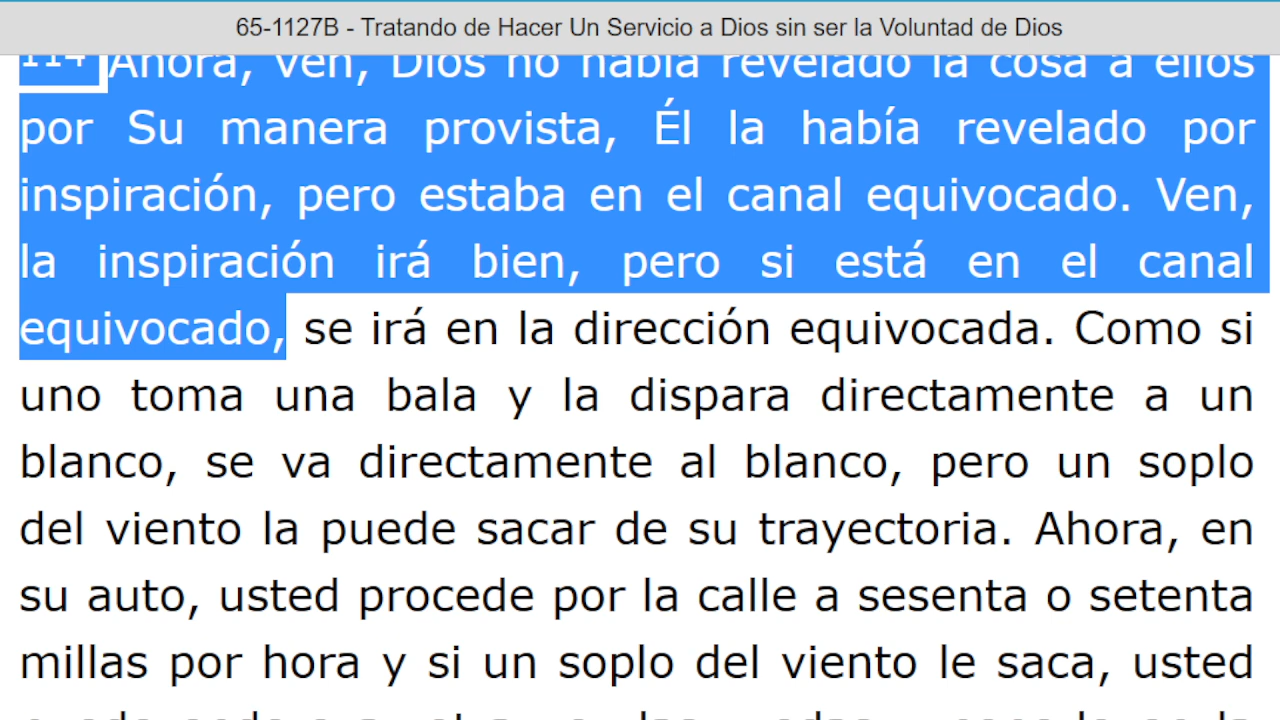 65-1127B - Tratando de Hacer Un Servicio a Dios sin ser la Voluntad de Dios
114 Ahora, ven, Dios no había revelado la cosa a ellos
por Su manera provista, Él la había revelado por
inspiración, pero estaba en el canal equivocado. Ven,
la inspiración irá bien, pero si está en el canal
equivocado, se irá en la dirección equivocada. Como si
uno toma una bala y la dispara directamente a un
blanco, se va directamente al blanco, pero un soplo
del viento la puede sacar de su trayectoria. Ahora, en
su auto, usted procede por la calle a sesenta o setenta
millas por hora y si un soplo del viento le saca, usted